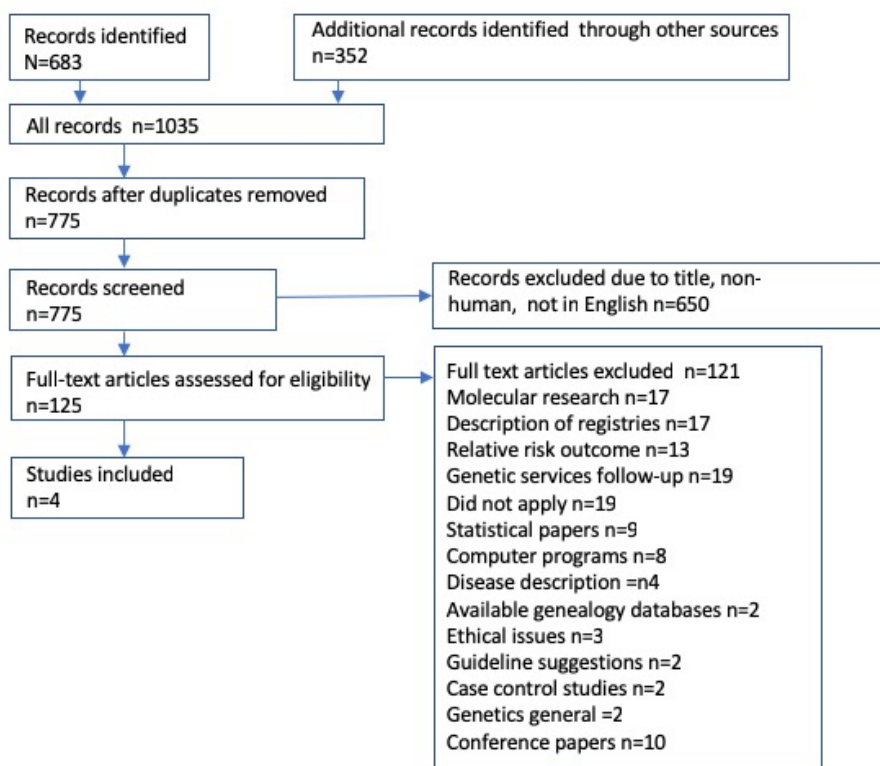 Records identified
N=683
Additional records identified through other sources
n=352
All records n=1035
Records after duplicates removed
n=775
Records screened
n=775
Records excluded due to title, non-
human, not in English n=650
Full-text articles assessed for eligibility
n=125
Full text articles excluded n=121
Molecular research n=17
Description of registries n=17
Relative risk outcome n=13
Genetic services follow-up n=19
Did not apply n=19
Statistical papers n=9
Computer programs n=8
Disease description =n4
Available genealogy databases n=2
Ethical issues n=3
Guideline suggestions n=2
Case control studies n=2
Genetics general =2
Conference papers n=10
Studies included
n=4